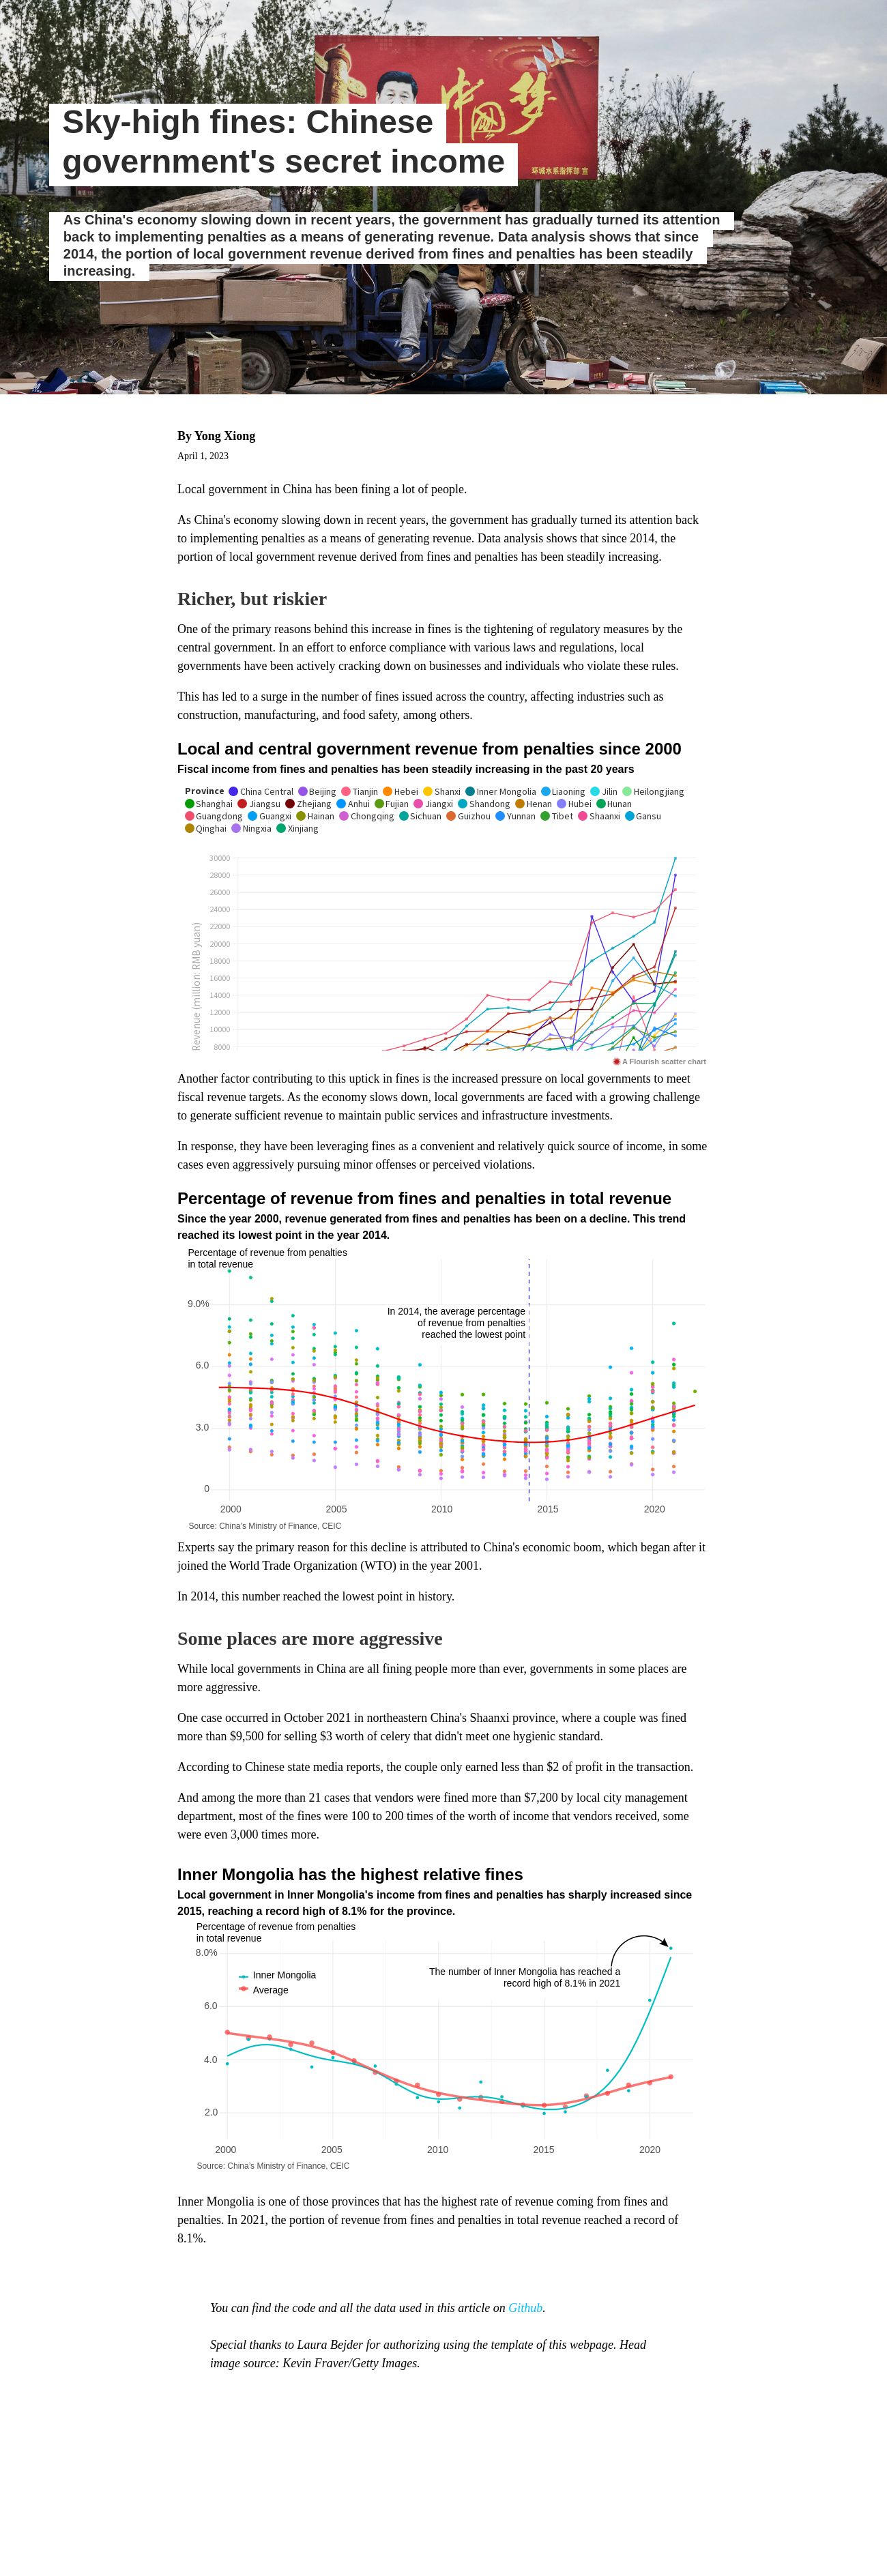 中国梦
环城水系指挥部 宣
Sky-high fines: Chinese
government's secret income
As China's economy slowing down in recent years, the government has gradually turned its attention
back to implementing penalties as a means of generating revenue. Data analysis shows that since
2014, the portion of local government revenue derived from fines and penalties has been steadily
increasing.
By Yong Xiong
April 1, 2023
Local government in China has been fining a lot of people.
As China's economy slowing down in recent years, the government has gradually turned its attention back
to implementing penalties as a means of generating revenue. Data analysis shows that since 2014, the
portion of local government revenue derived from fines and penalties has been steadily increasing.
Richer, but riskier
One of the primary reasons behind this increase in fines is the tightening of regulatory measures by the
central government. In an effort to enforce compliance with various laws and regulations, local
governments have been actively cracking down on businesses and individuals who violate these rules.
This has led to a surge in the number of fines issued across the country, affecting industries such as
construction, manufacturing, and food safety, among others.
Local and central government revenue from penalties since 2000
Fiscal income from fines and penalties has been steadily increasing in the past 20 years
Province China Central Beijing Tianjin Hebei Shanxi Inner Mongolia Liaoning Jilin Heilongjiang
Shanghai Jiangsu Zhejiang Anhui Fujian Jiangxi Shandong Henan Hubei Hunan
Guangdong Guangxi Hainan Chongqing Sichuan Guizhou Yunnan Tibet Shaanxi Gansu
Qinghai Ningxia Xinjiang
Revenue (million: RMB yuan)
30000
28000
26000
24000
22000
20000
18000
16000
14000
12000
10000
8000
A Flourish scatter chart
Another factor contributing to this uptick in fines is the increased pressure on local governments to meet
fiscal revenue targets. As the economy slows down, local governments are faced with a growing challenge
to generate sufficient revenue to maintain public services and infrastructure investments.
In response, they have been leveraging fines as a convenient and relatively quick source of income, in some
cases even aggressively pursuing minor offenses or perceived violations.
Percentage of revenue from fines and penalties in total revenue
Since the year 2000, revenue generated from fines and penalties has been on a decline. This trend
reached its lowest point in the year 2014.
Percentage of revenue from penalties
in total revenue
9.0%
In 2014, the average percentage
of revenue from penalties
reached the lowest point
6.0
3.0
0
2000 2005 2010 2015 2020
Source: China's Ministry of Finance, CEIC
Experts say the primary reason for this decline is attributed to China's economic boom, which began after it
joined the World Trade Organization (WTO) in the year 2001.
In 2014, this number reached the lowest point in history.
Some places are more aggressive
While local governments in China are all fining people more than ever, governments in some places are
more aggressive.
One case occurred in October 2021 in northeastern China's Shaanxi province, where a couple was fined
more than $9,500 for selling $3 worth of celery that didn't meet one hygienic standard.
According to Chinese state media reports, the couple only earned less than $2 of profit in the transaction.
And among the more than 21 cases that vendors were fined more than $7,200 by local city management
department, most of the fines were 100 to 200 times of the worth of income that vendors received, some
were even 3,000 times more.
Inner Mongolia has the highest relative fines
Local government in Inner Mongolia's income from fines and penalties has sharply increased since
2015, reaching a record high of 8.1% for the province.
Percentage of revenue from penalties
in total revenue
8.0%
The number of Inner Mongolia has reached a
record high of 8.1% in 2021
Inner Mongolia
Average
6.0
4.0
2.0
2000 2005 2010 2015 2020
Source: China's Ministry of Finance, CEIC
Inner Mongolia is one of those provinces that has the highest rate of revenue coming from fines and
penalties. In 2021, the portion of revenue from fines and penalties in total revenue reached a record of
8.1%.
You can find the code and all the data used in this article on Github.
Special thanks to Laura Bejder for authorizing using the template of this webpage. Head
image source: Kevin Fraver/Getty Images.